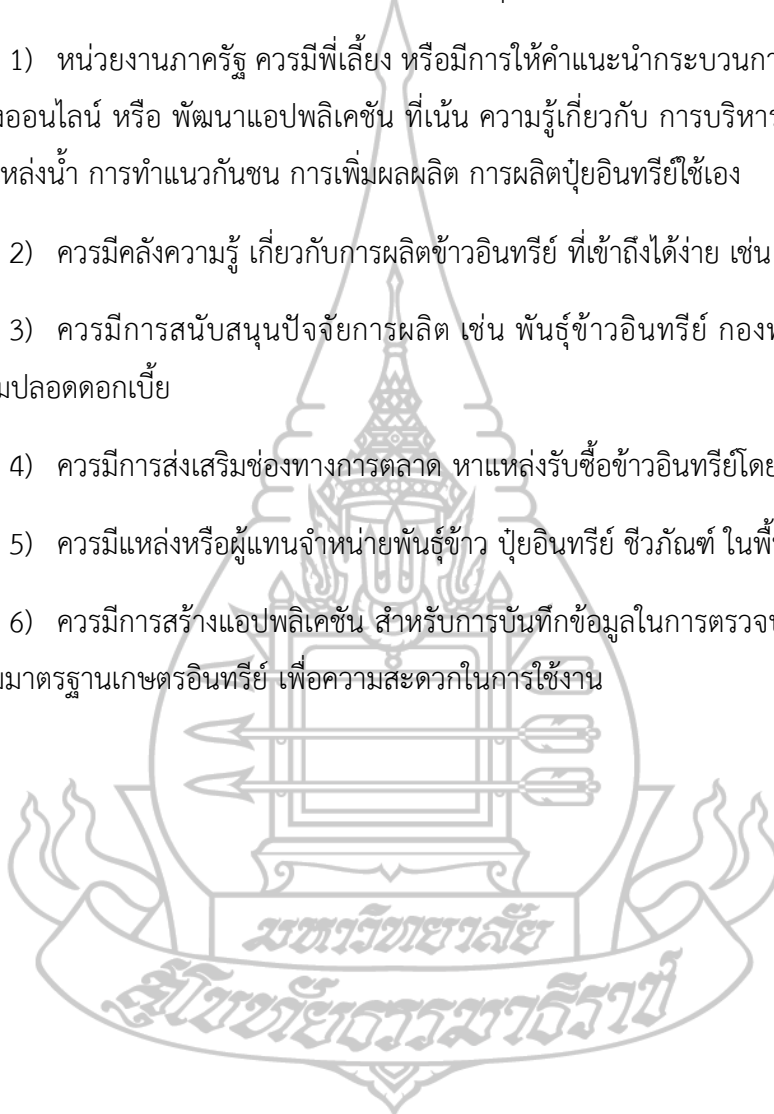 1) หน่วยงานภาครัฐ ควรมีพี่เลี้ยง หรือมีการให้คำแนะนำกระบวนกา
งออนไลน์ หรือ พัฒนาแอปพลิเคชัน ที่เน้น ความรู้เกี่ยวกับ การบริหาร
หล่งน้ำ การทำแนวกันชน การเพิ่มผลผลิต การผลิตปุ๋ยอินทรีย์ใช้เอง
2) ควรมีคลังความรู้ เกี่ยวกับการผลิตข้าวอินทรีย์ ที่เข้าถึงได้ง่าย เช่น
3) ควรมีการสนับสนุนปัจจัยการผลิต เช่น พันธุ์ข้าวอินทรีย์ กองท
มปลอดดอกเบี้ย
4) ควรมีการส่งเสริมช่องทางการตลาด หาแหล่งรับซื้อข้าวอินทรีย์โดย
5) ควรมีแหล่งหรือผู้แทนจำหน่ายพันธุ์ข้าว ปุ๋ยอินทรีย์ ชีวภัณฑ์ ในพื้
6) ควรมีการสร้างแอปพลิเคชัน สำหรับการบันทึกข้อมูลในการตรวจ
มาตรฐานเกษตรอินทรีย์ เพื่อความสะดวกในการใช้งาน
มหาวิทยาลัย
สุโขทัยธรรมาธิราช